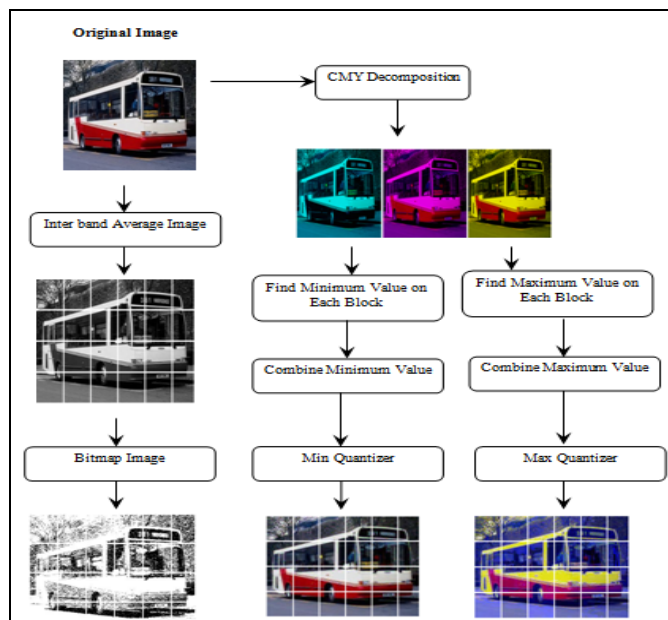 Original Image
CMY Decomposition
Inter band Average Image
Find Minimum Value on
Each Block
Find Maximum Value on
Each Block
Combine Minimum Value
Combine Maximum Value
Bitmap Image
Min Quantizer
Max Quantizer